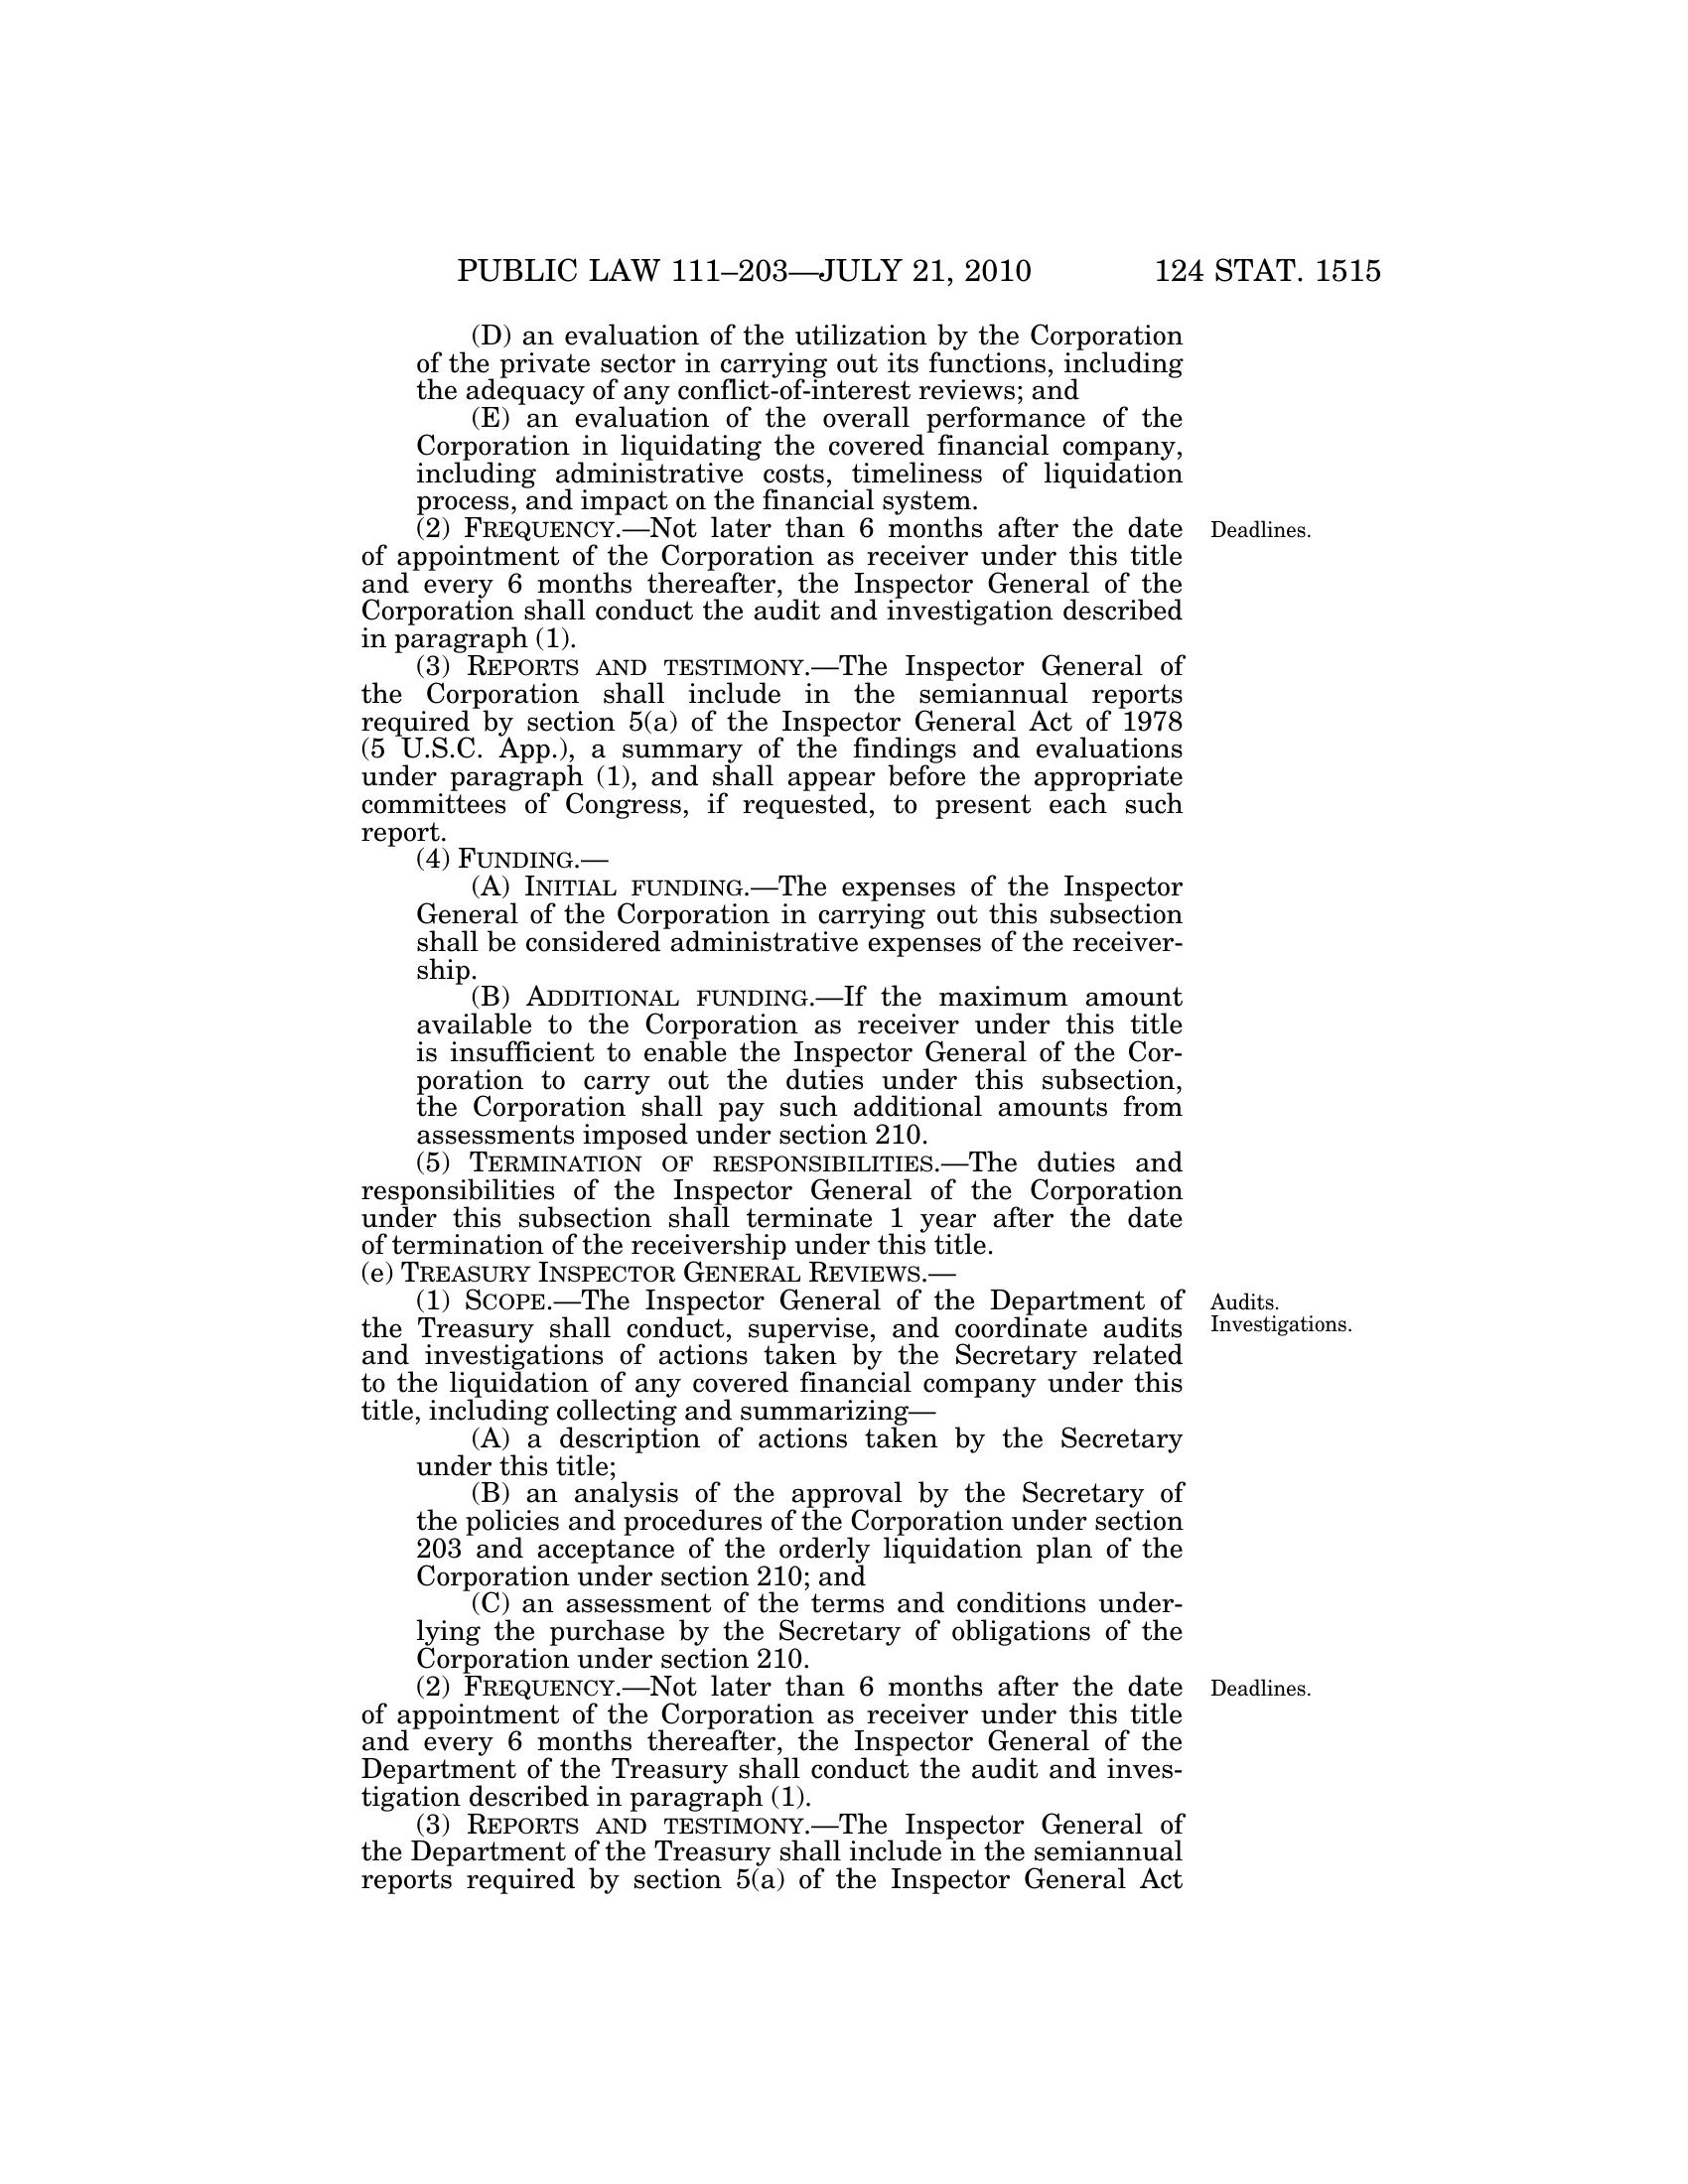 PUBLIC LAW 111–203—JULY 21, 2010 124 STAT. 1515
(D) an evaluation of the utilization by the Corporation
of the private sector in carrying out its functions, including
the adequacy of any conflict-of-interest reviews; and
(E) an evaluation of the overall performance of the
Corporation in liquidating the covered financial company,
including administrative costs, timeliness of liquidation
process, and impact on the financial system.
(2) FREQUENCY.—Not later than 6 months after the date
of appointment of the Corporation as receiver under this title
and every 6 months thereafter, the Inspector General of the
Corporation shall conduct the audit and investigation described
in paragraph (1).
(3) REPORTS AND TESTIMONY.—The Inspector General of
the Corporation shall include in the semiannual reports
required by section 5(a) of the Inspector General Act of 1978
(5 U.S.C. App.), a summary of the findings and evaluations
under paragraph (1), and shall appear before the appropriate
committees of Congress, if requested, to present each such
report.
(4) FUNDING.—
(A) INITIAL FUNDING.—The expenses of the Inspector
General of the Corporation in carrying out this subsection
shall be considered administrative expenses of the receiver-
ship.
(B) ADDITIONAL FUNDING.—If the maximum amount
available to the Corporation as receiver under this title
is insufficient to enable the Inspector General of the Cor-
poration to carry out the duties under this subsection,
the Corporation shall pay such additional amounts from
assessments imposed under section 210.
(5) TERMINATION OF RESPONSIBILITIES.—The duties and
responsibilities of the Inspector General of the Corporation
under this subsection shall terminate 1 year after the date
of termination of the receivership under this title.
(e) TREASURY INSPECTOR GENERAL REVIEWS.—
(1) SCOPE.—The Inspector General of the Department of
the Treasury shall conduct, supervise, and coordinate audits
and investigations of actions taken by the Secretary related
to the liquidation of any covered financial company under this
title, including collecting and summarizing—
(A) a description of actions taken by the Secretary
under this title;
(B) an analysis of the approval by the Secretary of
the policies and procedures of the Corporation under section
203 and acceptance of the orderly liquidation plan of the
Corporation under section 210; and
(C) an assessment of the terms and conditions under-
lying the purchase by the Secretary of obligations of the
Corporation under section 210.
(2) FREQUENCY.—Not later than 6 months after the date
of appointment of the Corporation as receiver under this title
and every 6 months thereafter, the Inspector General of the
Department of the Treasury shall conduct the audit and inves-
tigation described in paragraph (1).
(3) REPORTS AND TESTIMONY.—The Inspector General of
the Department of the Treasury shall include in the semiannual
reports required by section 5(a) of the Inspector General Act
Deadlines.
Audits.
Investigations.
Deadlines.